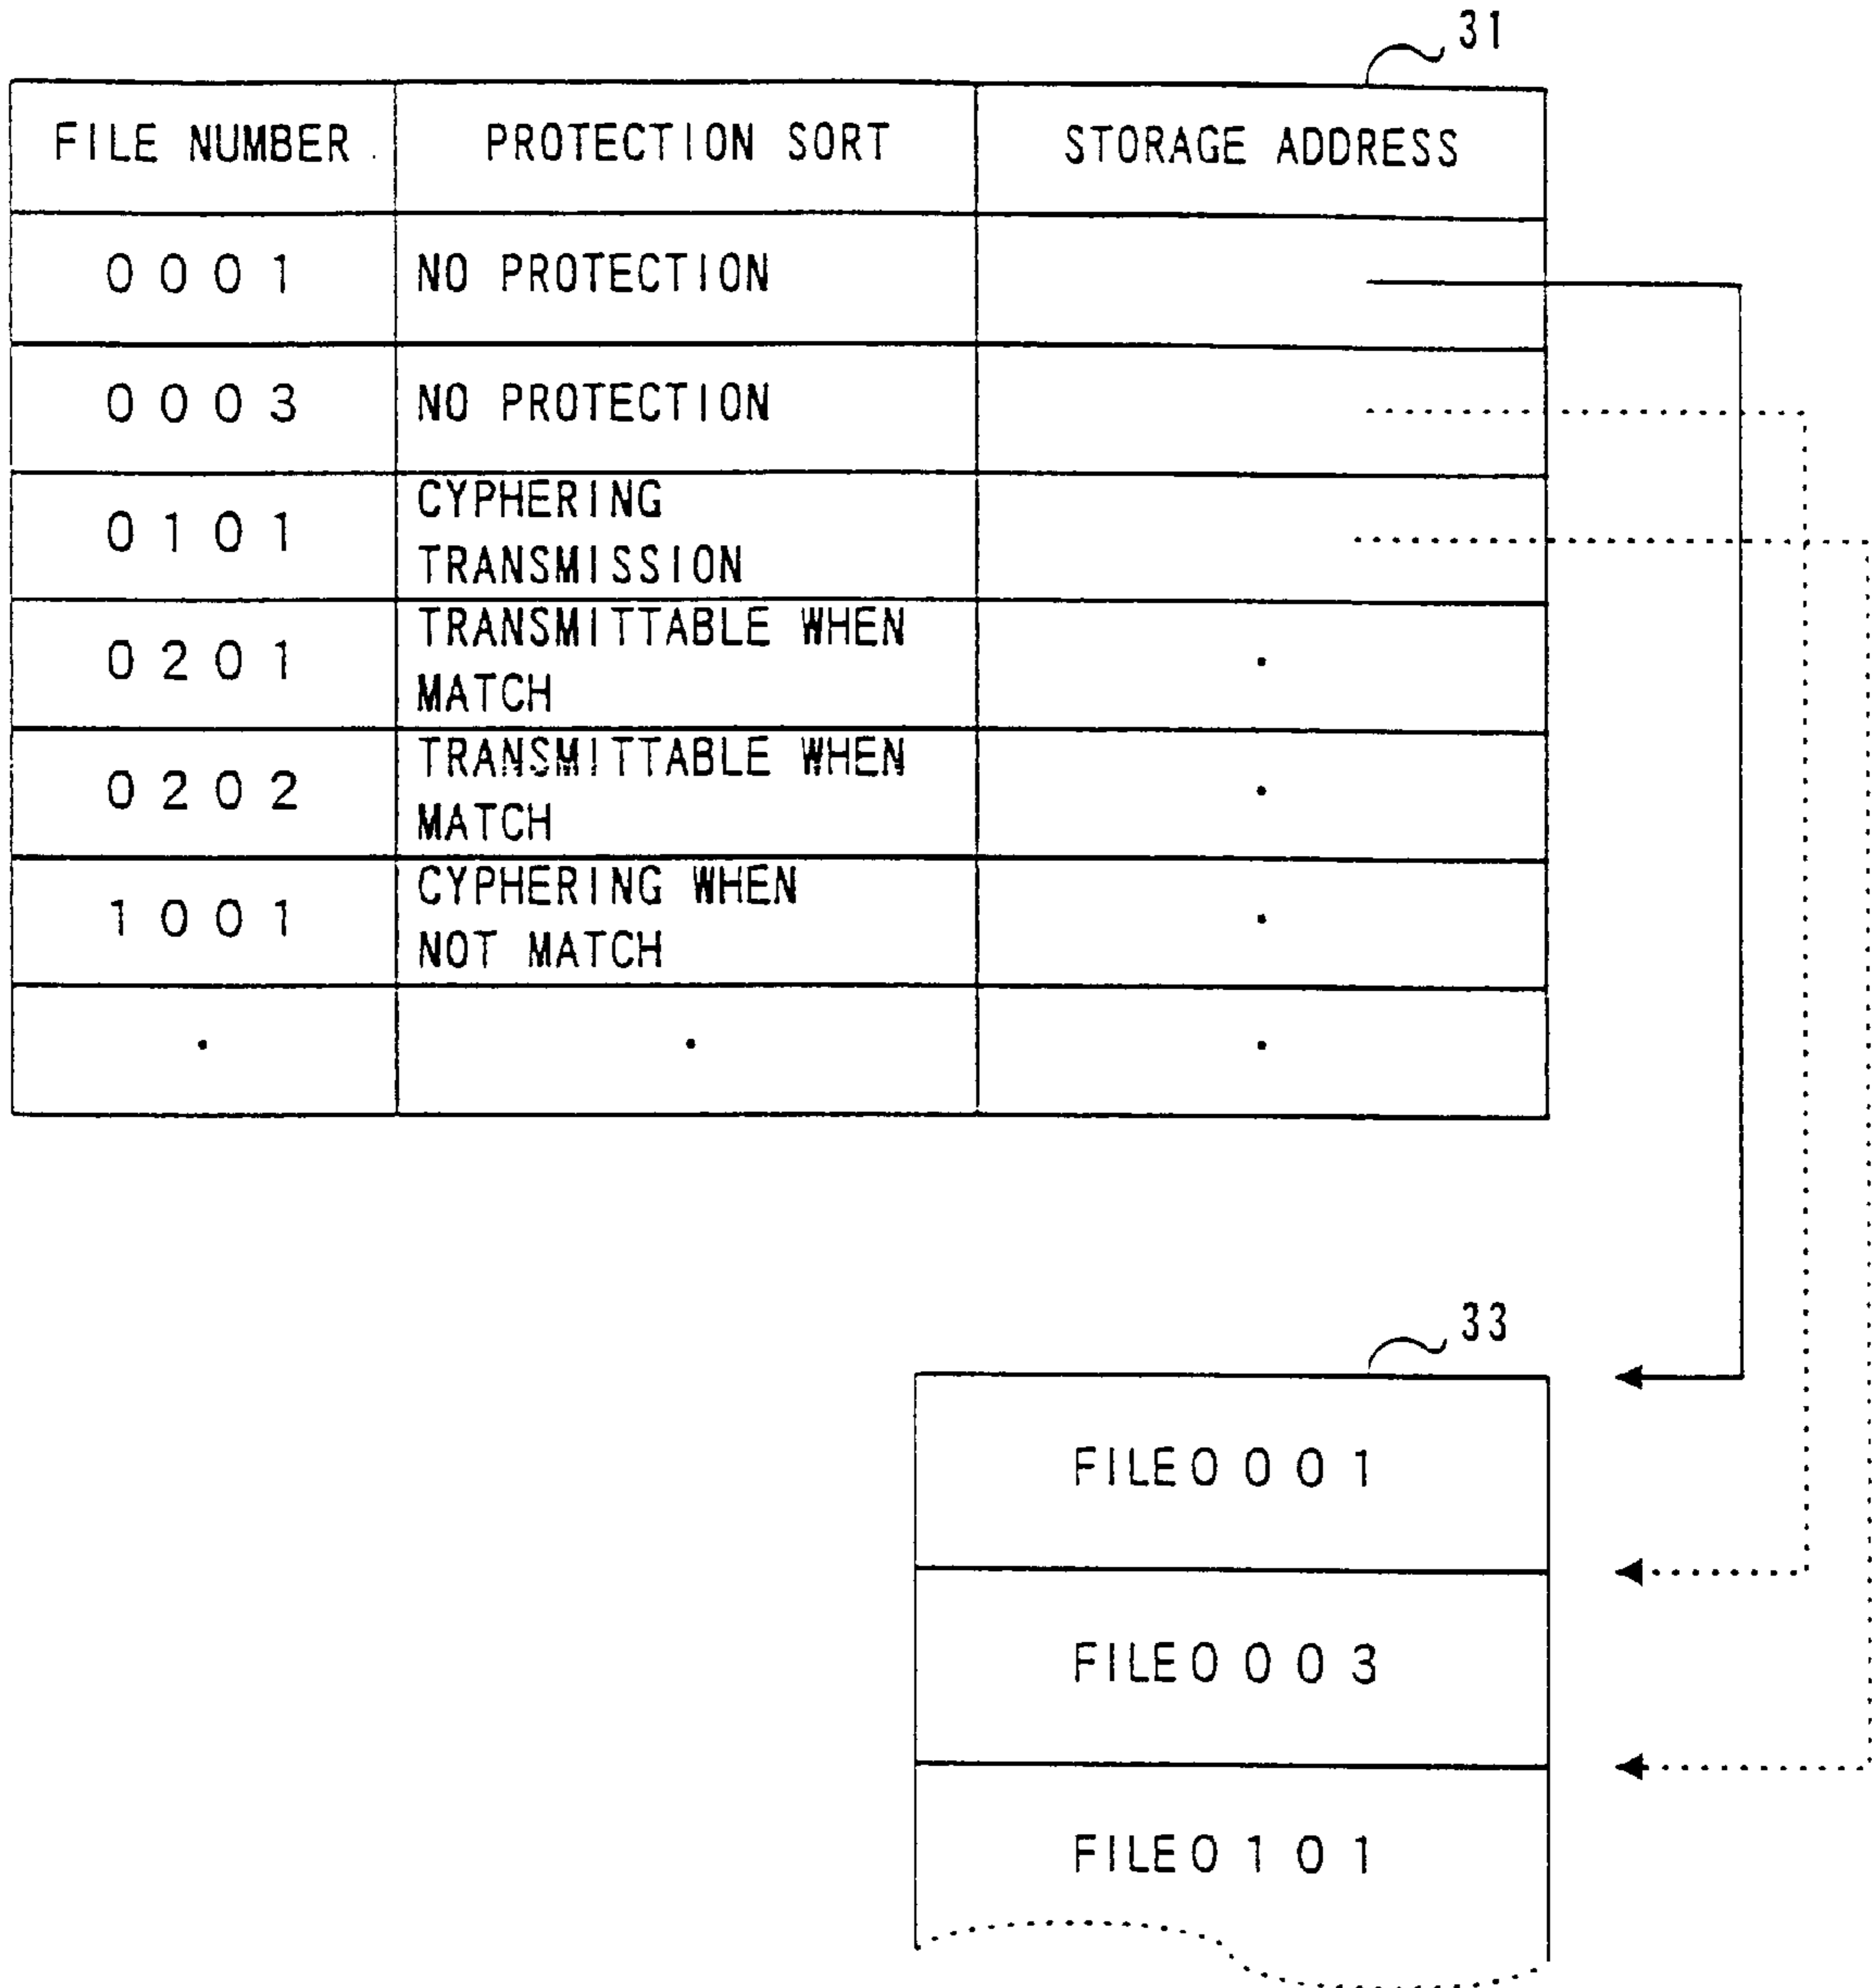 31
FILE NUMBER PROTECTION SORT STORAGE ADDRESS
0001 NO PROTECTION
0003 NO PROTECTION
0101 CYPHERING
TRANSMISSION
0201 TRANSMITTABLE WHEN
MATCH
0202 TRANSMITTABLE WHEN
MATCH
1001 CYPHERING WHEN
NOT MATCH
33
FILE0001
FILE0003
FILE0101